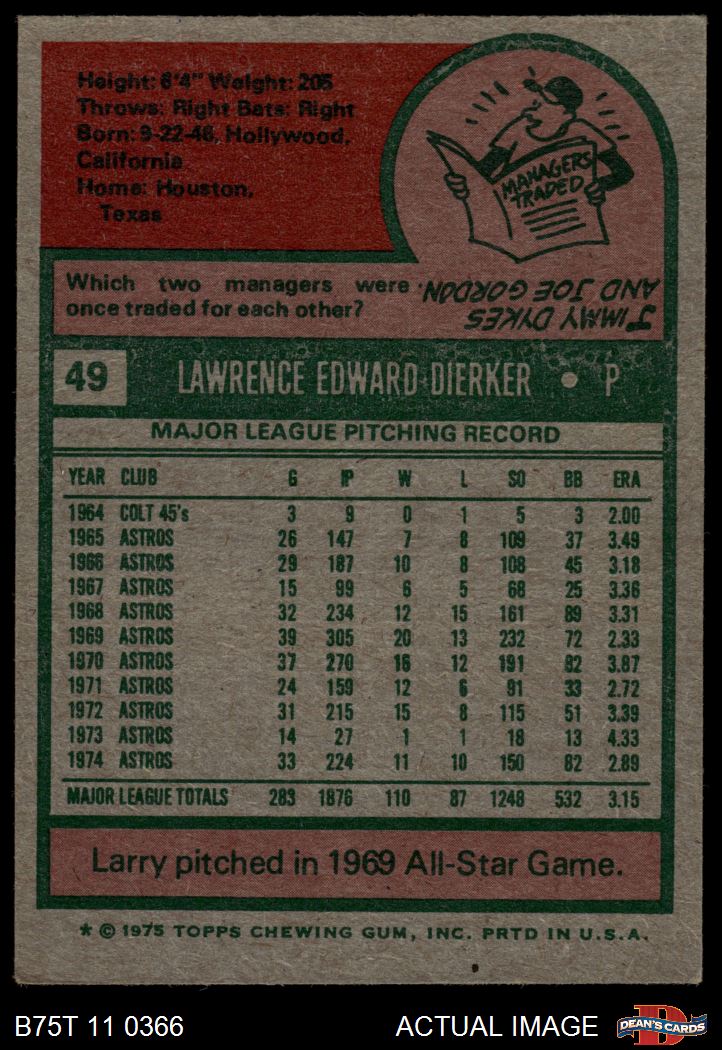 Height: 6'4" Weight: 205
Throws: Right Bats: Right
Born: 9-22-46, Hollywood,
California
Home: Houston,
Texas
MANAGERS
TRADED
Which two managers were
once traded for each other?
JIMMY DYKES
AND JOE GORDON.
49 LAWRENCE EDWARD DIERKER • P
MAJOR LEAGUE PITCHING RECORD
YEAR CLUB G IP W L SO BB ERA
1964 COLT 45's 3 9 0 1 5 3 2.00
1965 ASTROS 26 147 7 8 109 37 3.49
1966 ASTROS 29 187 10 8 108 45 3.18
1967 ASTROS 15 99 6 5 68 25 3.36
1968 ASTROS 32 234 12 15 161 89 3.31
1969 ASTROS 39 305 20 13 232 72 2.33
1970 ASTROS 37 270 16 12 191 82 3.87
1971 ASTROS 24 159 12 6 91 33 2.72
1972 ASTROS 31 215 15 8 115 51 3.39
1973 ASTROS 14 27 1 1 18 13 4.33
1974 ASTROS 33 224 11 10 150 82 2.89
MAJOR LEAGUE TOTALS 283 1876 110 87 1248 532 3.15
Larry pitched in 1969 All-Star Game.
* © 1975 TOPPS CHEWING GUM, INC. PRTD IN U.S.A.
B75T 11 0366 ACTUAL IMAGE DEAN'S CARDS